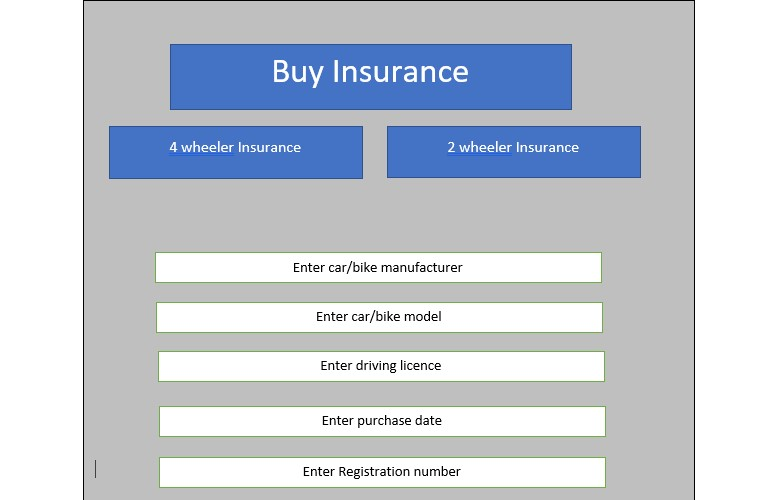 Buy Insurance
4 wheeler Insurance
2 wheeler Insurance
Enter car/bike manufacturer
Enter car/bike model
Enter driving licence
Enter purchase date
Enter Registration number